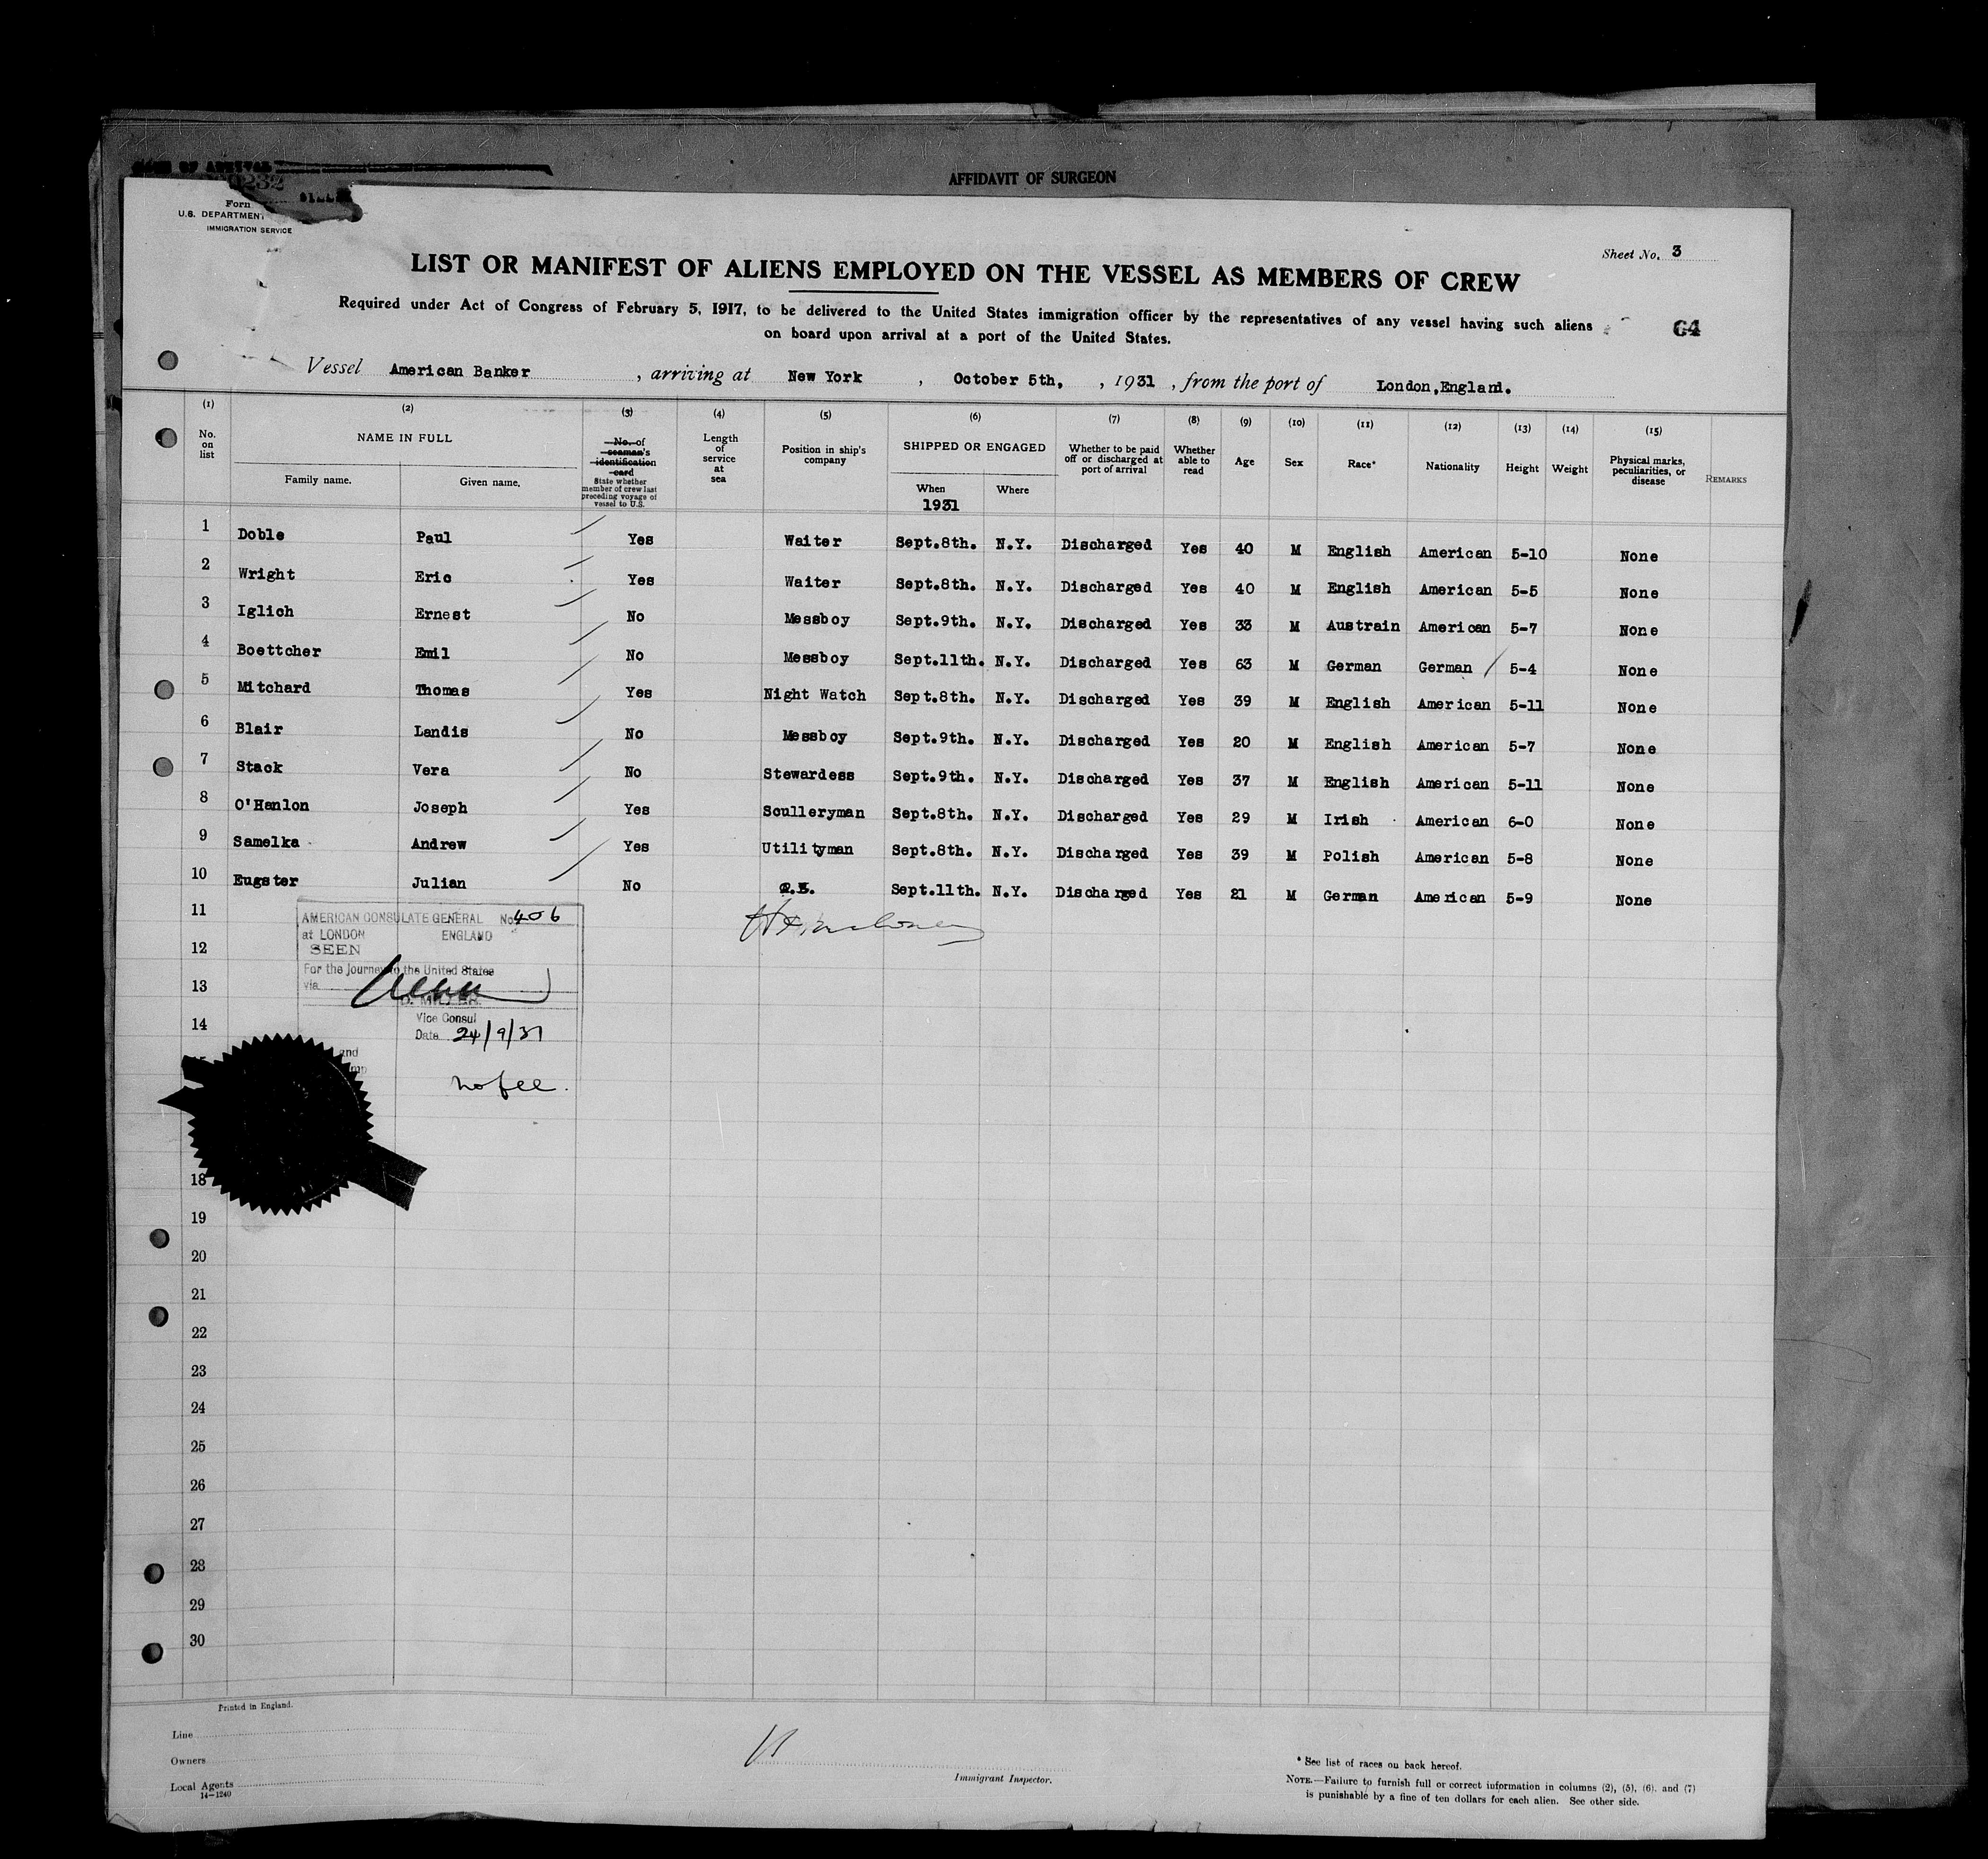 AFFIDAVIT OF SURGEON
Form
U.S. DEPARTMENT
IMMIGRATION SERVICE
Sheet No. 3
LIST OR MANIFEST OF ALIENS EMPLOYED ON THE VESSEL AS MEMBERS OF CREW
Required under Act of Congress of February 5, 1917, to be delivered to the United States immigration officer by the representatives of any vessel having such aliens
on board upon arrival at a port of the United States.
64
Vessel American Banker, arriving at New York, October 5th, , 1931, from the port of London,England.
(1) (2) (3) (4) (5) (6) (7) (8) (9) (10) (11) (12) (13) (14) (15)
No. on list NAME IN FULL Family name. Given name. No. of seaman's identification card State whether member of crew last preceding voyage of vessel to U.S. Length of service at sea Position in ship's company SHIPPED OR ENGAGED When 1931 Where Whether to be paid off or discharged at port of arrival Whether able to read Age Sex Race* Nationality Height Weight Physical marks, peculiarities, or disease REMARKS
1 Doble Paul Yes Waiter Sept.8th. N.Y. Discharged Yes 40 M English American 5-10 None
2 Wright Eric Yes Waiter Sept.8th. N.Y. Discharged Yes 40 M English American 5-5 None
3 Iglich Ernest No Messboy Sept.9th. N.Y. Discharged Yes 33 M Austrain American 5-7 None
4 Boettcher Emil No Messboy Sept.11th. N.Y. Discharged Yes 63 M German German 5-4 None
5 Mitchard Thomas Yes Night Watch Sept.8th. N.Y. Discharged Yes 39 M English American 5-11 None
6 Blair Landis No Messboy Sept.9th. N.Y. Discharged Yes 20 M English American 5-7 None
7 Stack Vera No Stewardess Sept.9th. N.Y. Discharged Yes 37 M English American 5-11 None
8 O'Hanlon Joseph Yes Sculleryman Sept.8th. N.Y. Discharged Yes 29 M Irish American 6-0 None
9 Samelka Andrew Yes Utilityman Sept.8th. N.Y. Discharged Yes 39 M Polish American 5-8 None
10 Eugster Julian No Sept.11th. N.Y. Discharged Yes 21 M German American 5-9 None
11
12
13
14
18
19
20
21
22
23
24
25
26
27
28
29
30
AMERICAN CONSULATE GENERAL No 406
at LONDON ENGLAND
SEEN
For the journey to the United States
via
D. MILLER
Vice Consul
Date 24/9/31
and
no fee.
Printed in England.
Line
Owners
Local Agents
14-1240
Immigrant Inspector.
* See list of races on back hereof.
NOTE.—Failure to furnish full or correct information in columns (2), (5), (6). and (7)
is punishable by a fine of ten dollars for each alien. See other side.